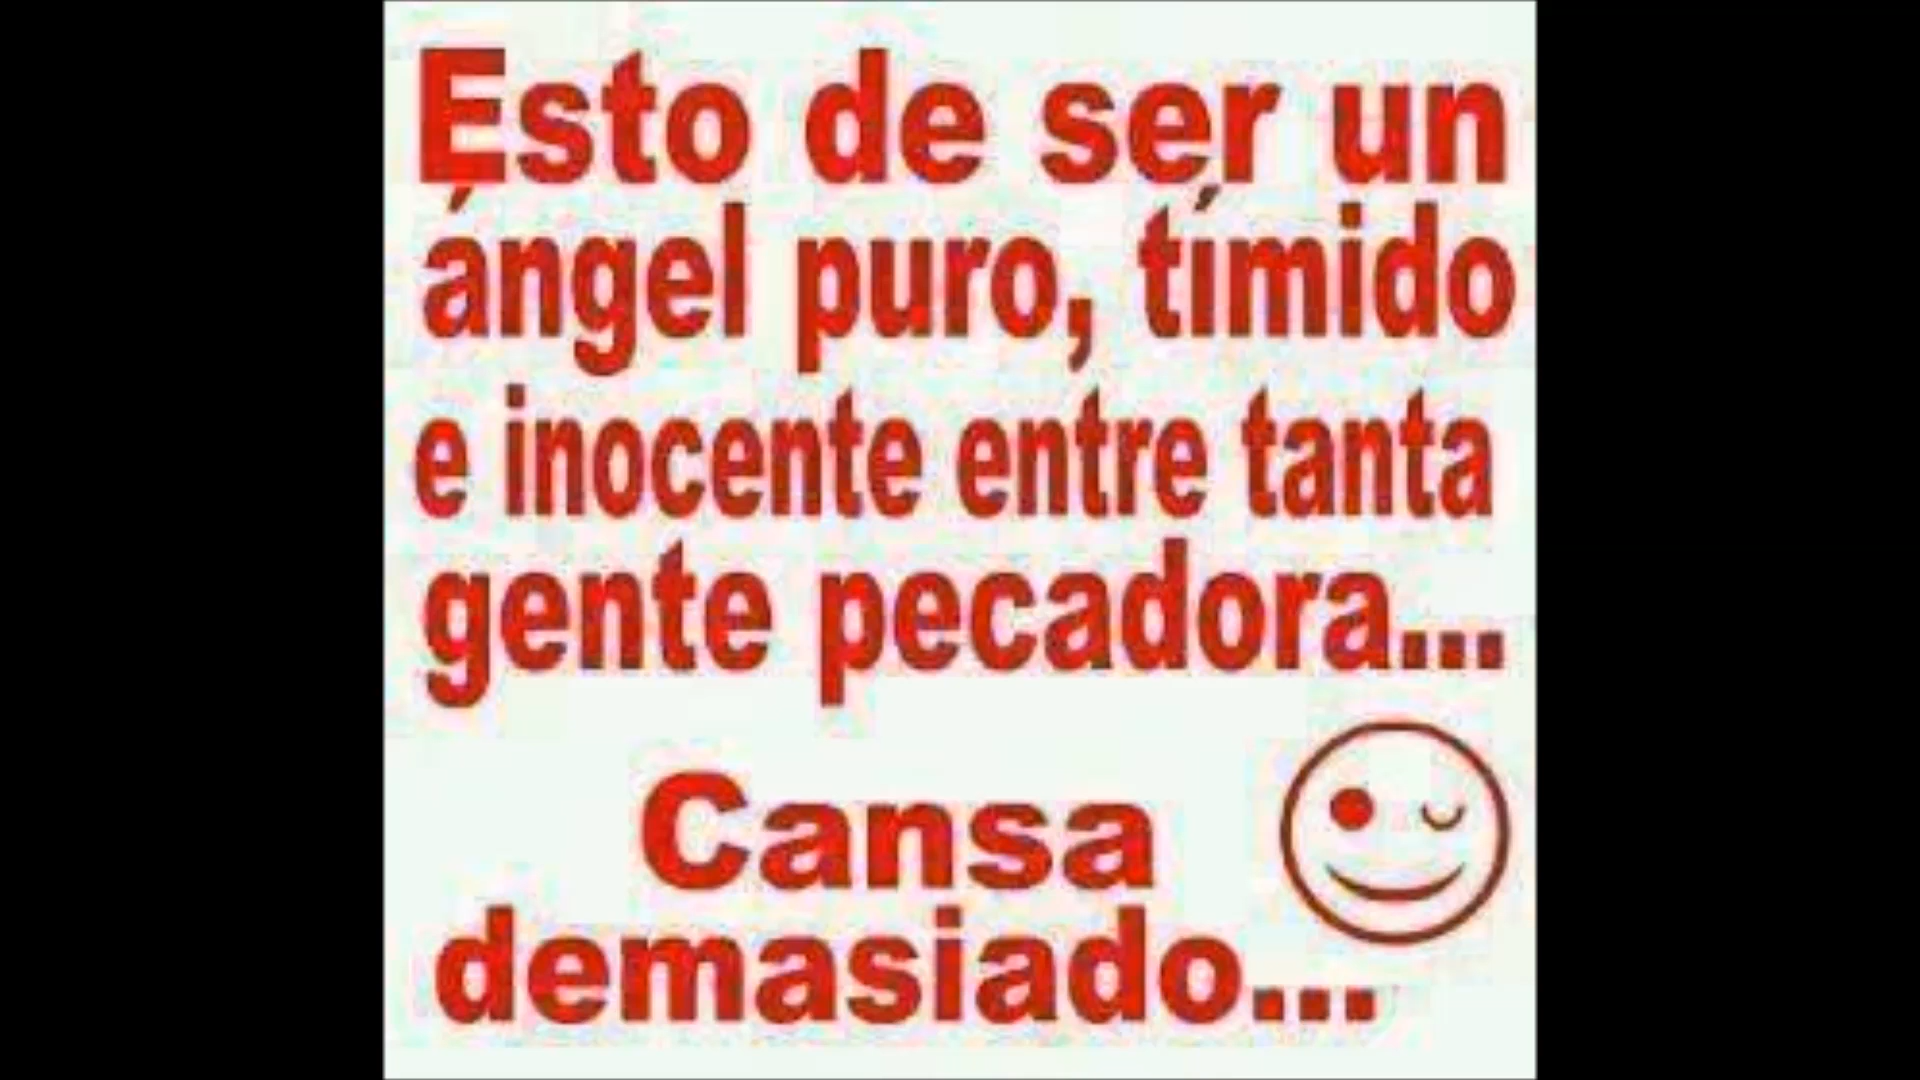 Esto de ser un
ángel puro, tímido
e inocente entre tanta
gente pecadora...
Cansa
demasiado...